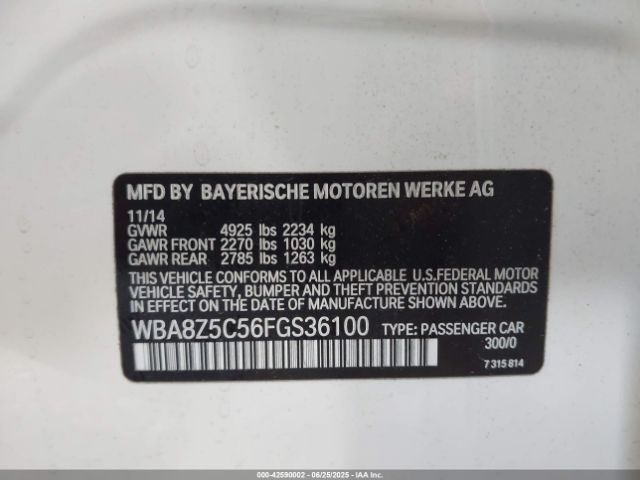 MFD BY BAYERISCHE MOTOREN WERKE AG
11/14
GVWR 4925 lbs 2234 kg
GAWR FRONT 2270 lbs 1030 kg
GAWR REAR 2785 lbs 1263 kg
THIS VEHICLE CONFORMS TO ALL APPLICABLE U.S.FEDERAL MOTOR
VEHICLE SAFETY, BUMPER AND THEFT PREVENTION STANDARDS
IN EFFECT ON THE DATE OF MANUFACTURE SHOWN ABOVE.
WBA8Z5C56FGS36100 TYPE: PASSENGER CAR
300/0
7 315 814
000-42590002 - 06/25/2025 - COPYRIGHT IAA, LLC.